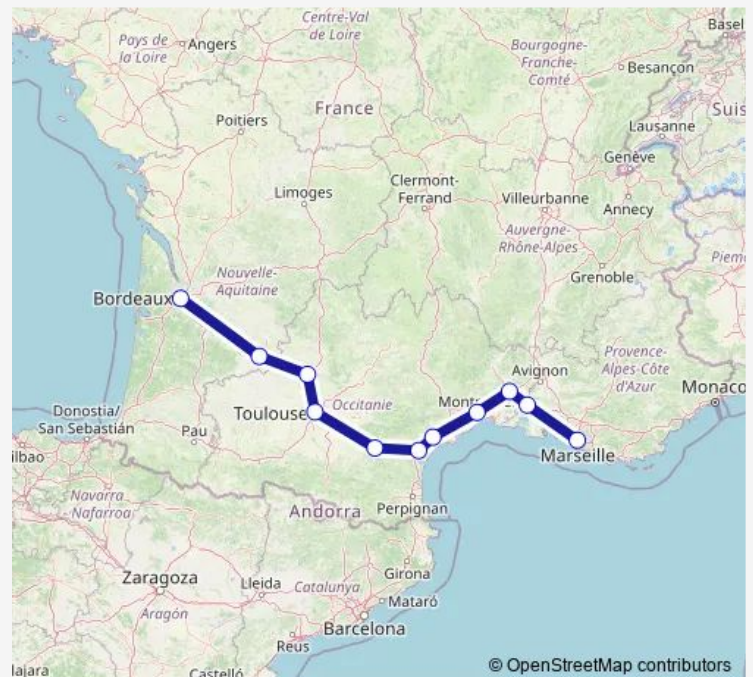 Centre-Val
de Loire
Basel
Pays de
la Loire
Angers
Bourgogne-
Franche-
Comté
Besançon
France
Suis
Poitiers
Lausanne
Genève
Limoges
Clermont-
Ferrand
Villeurbanne
Annecy
Auvergne-
Rhône-Alpes
Piem
Nouvelle-
Aquitaine
Grenoble
Bordeaux
Provence-
Alpes-Côte
d'Azur
Avignon
Monaco
Donostia/
San Sebastián
Toulouse
Occitanie
Mont
Pau
ilbao
Marseille
Navarra
Nafarroa
Andorra
Perpignan
Zaragoza
Lleida
Catalunya
Girona
Aragón
Mataró
Barcelona
Reus
lajara
Castelló
© OpenStreetMap contributors